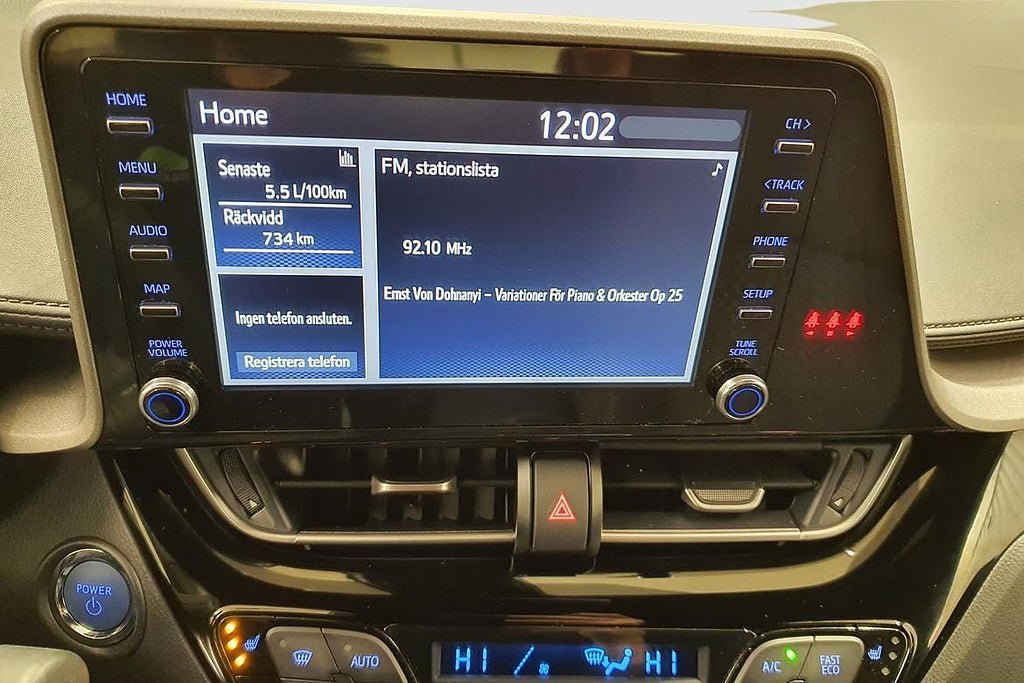 HOME
MENU
AUDIO
MAP
POWER
VOLUME
Home
12:02
Senaste
5.5 L/100km
Räckvidd
734 km
Ingen telefon ansluten.
Registrera telefon
FM, stationslista
92.10 MHz
Ernst Von Dohnanyi – Variationer För Piano & Orkester Op 25
CH >
< TRACK
PHONE
SETUP
TUNE
SCROLL
POWER
AUTO
HI
HI
A/C
FAST
ECO